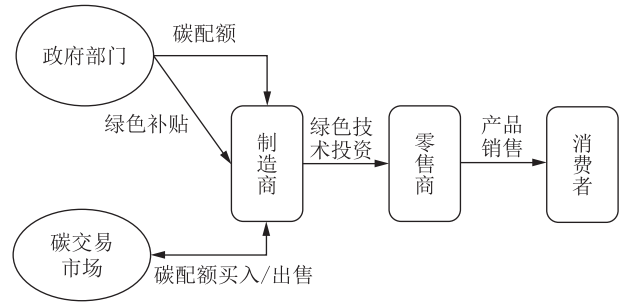 政府部门
碳配额
绿色补贴
制造商
绿色技
术投资
零售商
产品
销售
消费者
碳交易
市场
碳配额买入/出售